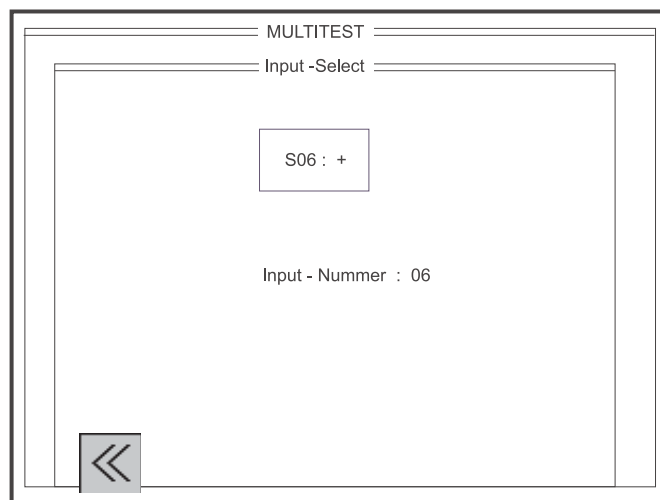 MULTITEST
Input -Select
S06 : +
Input - Nummer : 06